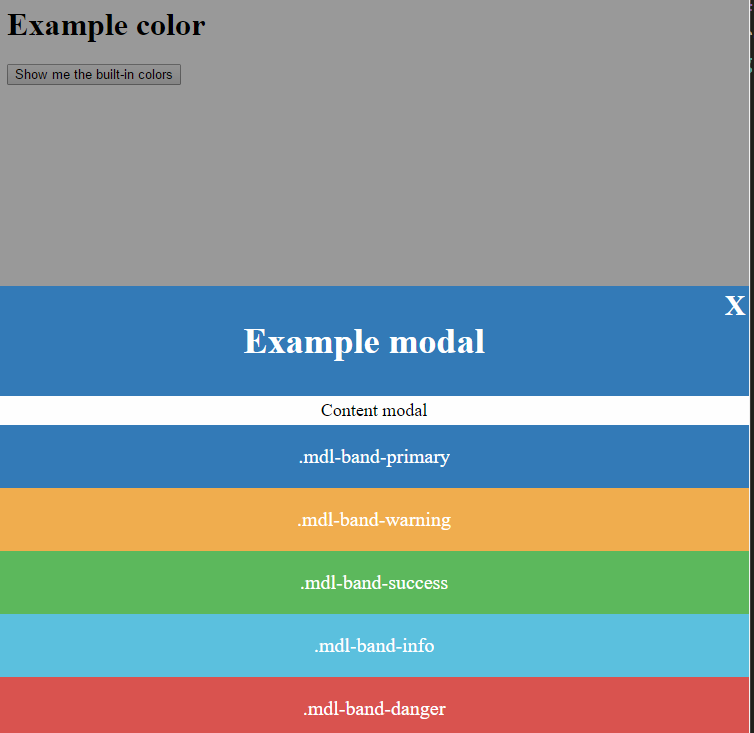 Example color
Show me the built-in colors
X
Example modal
Content modal
.mdl-band-primary
.mdl-band-warning
.mdl-band-success
.mdl-band-info
.mdl-band-danger